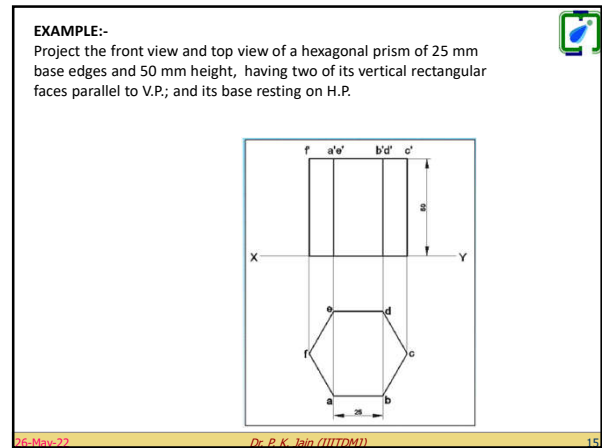 EXAMPLE:-
Project the front view and top view of a hexagonal prism of 25 mm
base edges and 50 mm height, having two of its vertical rectangular
faces parallel to V.P.; and its base resting on H.P.
f' a'e' b'd' c'
50
X Y
e d
f c
a b
25
26-May-22 Dr. P. K. Jain (IIITDMJ) 15